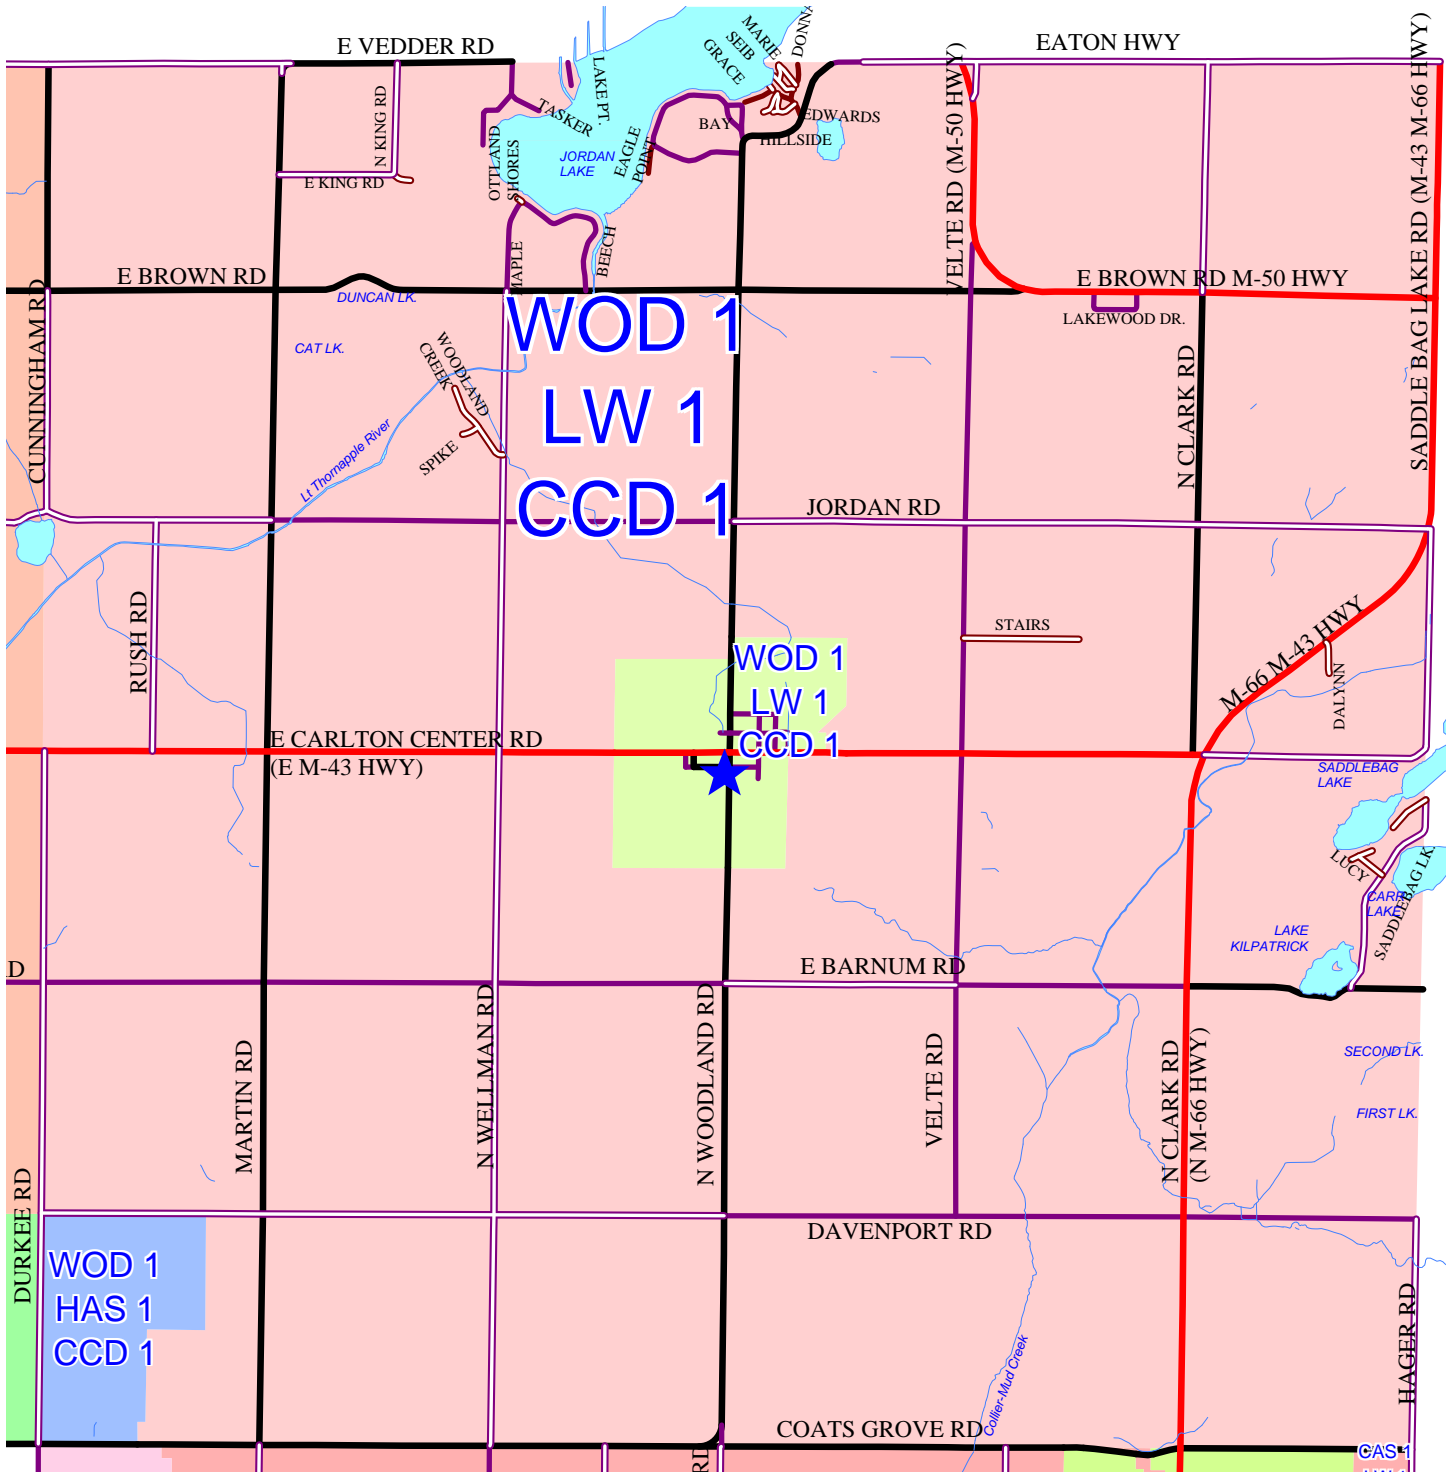 E VEDDER RD
EATON HWY
MARIE
SEIB
GRACE
DONNA
LAKE PT.
TASKER
BAY
EDWARDS
HILLSIDE
N KING RD
E KING RD
OTTLAND
SHORES
JORDAN
LAKE
EAGLE
POINT
VELTE RD (M-50 HWY)
SADDLE BAG LAKE RD (M-43 M-66 HWY)
MAPLE
BEECH
E BROWN RD
E BROWN RD M-50 HWY
DUNCAN LK.
LAKEWOOD DR.
CAT LK.
CUNNINGHAM RD
WOODLAND
CREEK
SPIKE
Lt Thornapple River
WOD 1
LW 1
CCD 1
N CLARK RD
JORDAN RD
RUSH RD
STAIRS
WOD 1
LW 1
CCD 1
M-66 M-43 HWY
DALYNN
E CARLTON CENTER RD
(E M-43 HWY)
SADDLEBAG
LAKE
LUCY
CARR
LAKE
SADDLEBAG LK.
LAKE
KILPATRICK
E BARNUM RD
MARTIN RD
N WELLMAN RD
N WOODLAND RD
VELTE RD
N CLARK RD
(N M-66 HWY)
SECOND LK.
FIRST LK.
DURKEE RD
DAVENPORT RD
WOD 1
HAS 1
CCD 1
HAGER RD
Collier-Mud Creek
COATS GROVE RD
RD
CAS 1